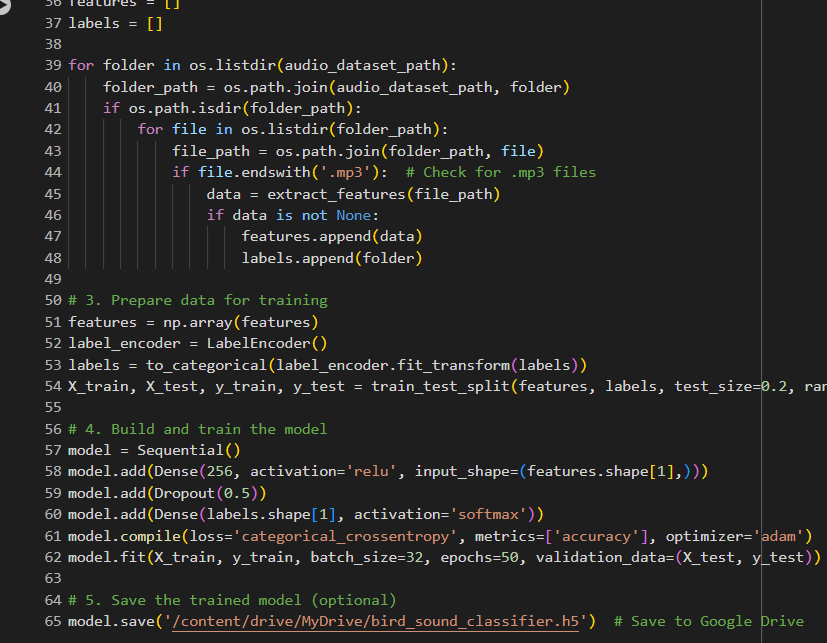 36 features = []
37 labels = []
38
39 for folder in os.listdir(audio_dataset_path):
40     folder_path = os.path.join(audio_dataset_path, folder)
41     if os.path.isdir(folder_path):
42         for file in os.listdir(folder_path):
43             file_path = os.path.join(folder_path, file)
44             if file.endswith('.mp3'):  # Check for .mp3 files
45                 data = extract_features(file_path)
46                 if data is not None:
47                     features.append(data)
48                     labels.append(folder)
49
50 # 3. Prepare data for training
51 features = np.array(features)
52 label_encoder = LabelEncoder()
53 labels = to_categorical(label_encoder.fit_transform(labels))
54 X_train, X_test, y_train, y_test = train_test_split(features, labels, test_size=0.2, ran
55
56 # 4. Build and train the model
57 model = Sequential()
58 model.add(Dense(256, activation='relu', input_shape=(features.shape[1],)))
59 model.add(Dropout(0.5))
60 model.add(Dense(labels.shape[1], activation='softmax'))
61 model.compile(loss='categorical_crossentropy', metrics=['accuracy'], optimizer='adam')
62 model.fit(X_train, y_train, batch_size=32, epochs=50, validation_data=(X_test, y_test))
63
64 # 5. Save the trained model (optional)
65 model.save('/content/drive/MyDrive/bird_sound_classifier.h5')  # Save to Google Drive